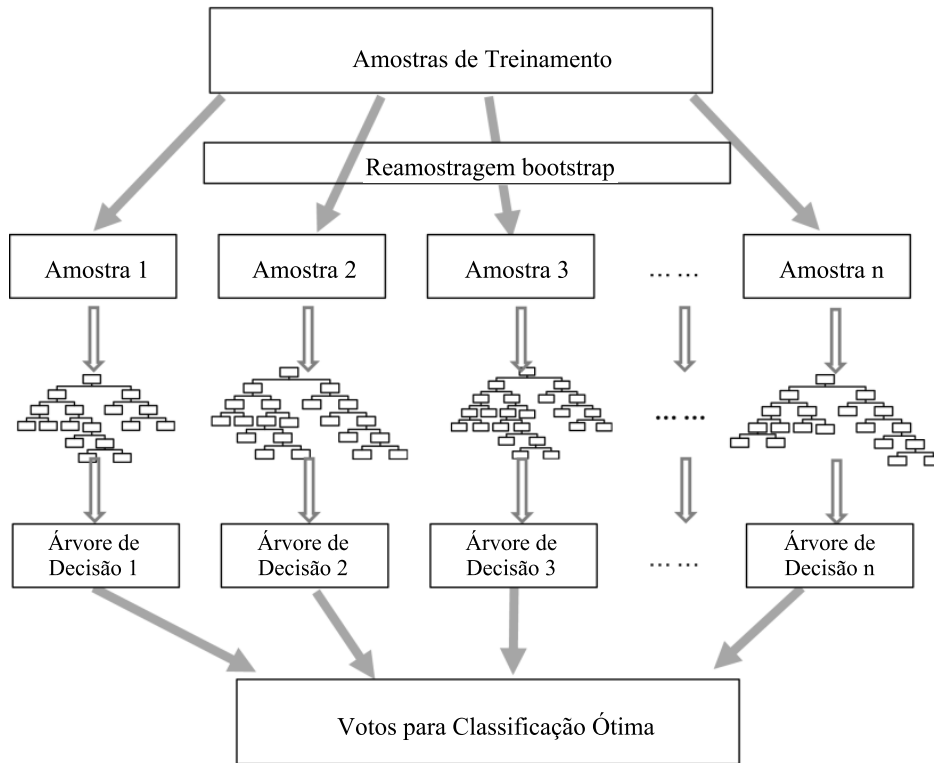 Amostras de Treinamento
Reamostragem bootstrap
Amostra 1
Amostra 2
Amostra 3
... ...
Amostra n
... ...
Árvore de
Decisão 1
Árvore de
Decisão 2
Árvore de
Decisão 3
... ...
Árvore de
Decisão n
Votos para Classificação Ótima